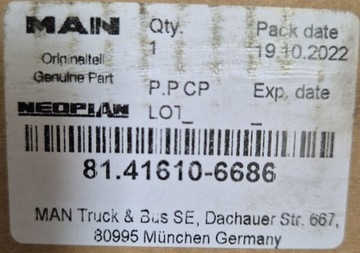 MAN
Qty.
Pack date
1
19.10.2022
Originalteil
Genuine Part
P.P CP
Exp. date
NEOPLAN
LOT_
_
81.41610-6686
MAN Truck & Bus SE, Dachauer Str. 667,
80995 München Germany